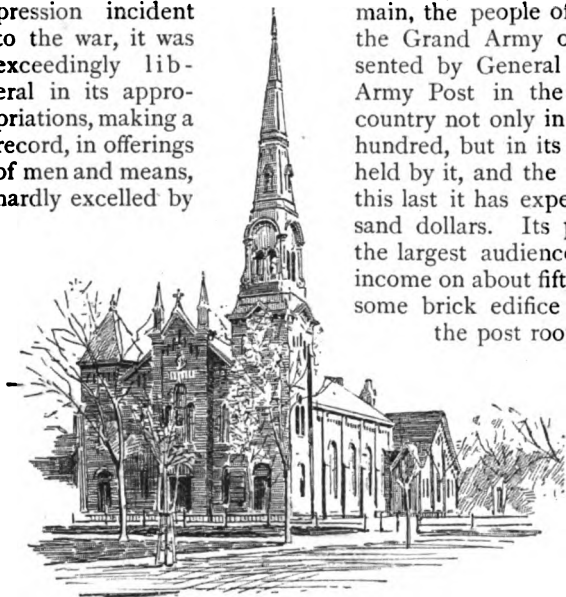 pression incident
to the war, it was
exceedingly lib-
eral in its appro-
priations, making a
record, in offerings
of men and means,
hardly excelled by
main, the people of
the Grand Army o
sented by General
Army Post in the
country not only in
hundred, but in its
held by it, and the
this last it has expe
sand dollars. Its p
the largest audience
income on about fift
some brick edifice
the post roo